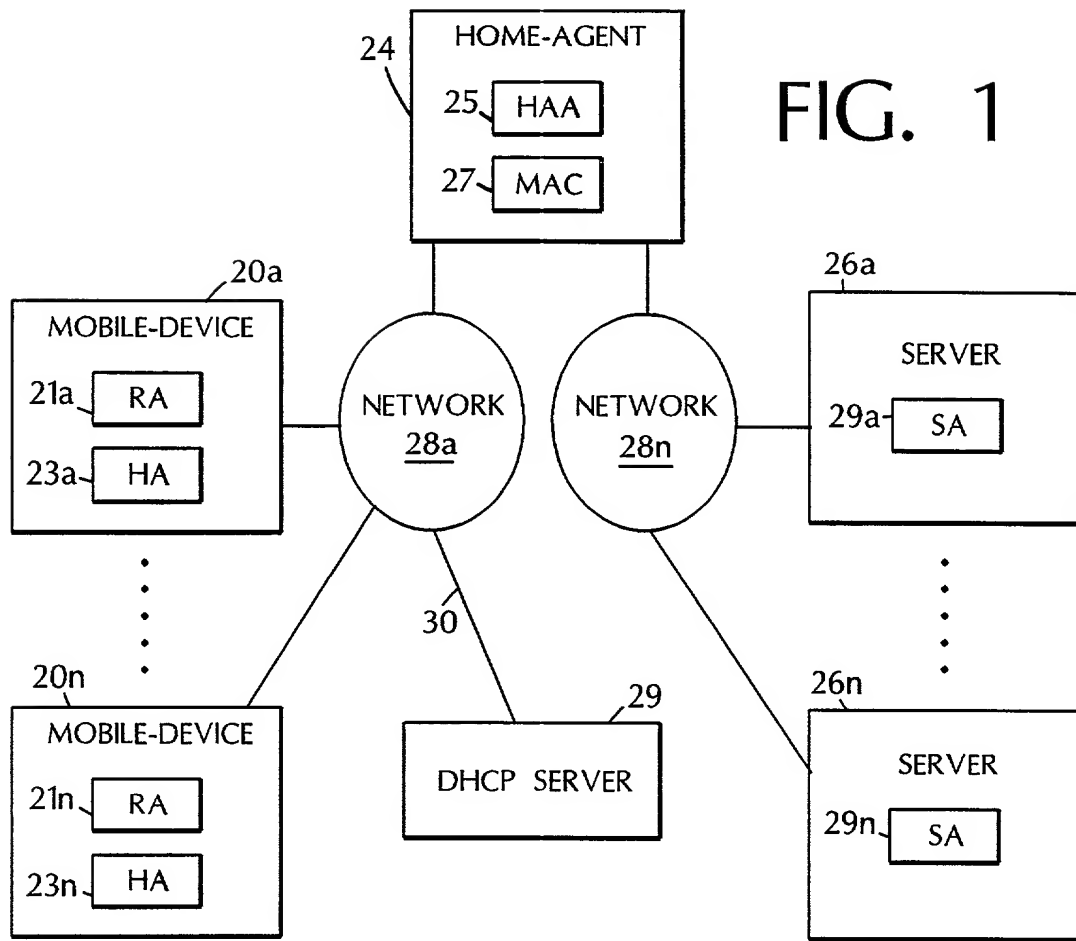 HOME-AGENT
24
25
HAA
27
MAC
FIG. 1
20a
MOBILE-DEVICE
21a
RA
23a
HA
NETWORK
28a
NETWORK
28n
26a
SERVER
29a
SA
30
20n
MOBILE-DEVICE
21n
RA
23n
HA
29
DHCP SERVER
26n
SERVER
29n
SA